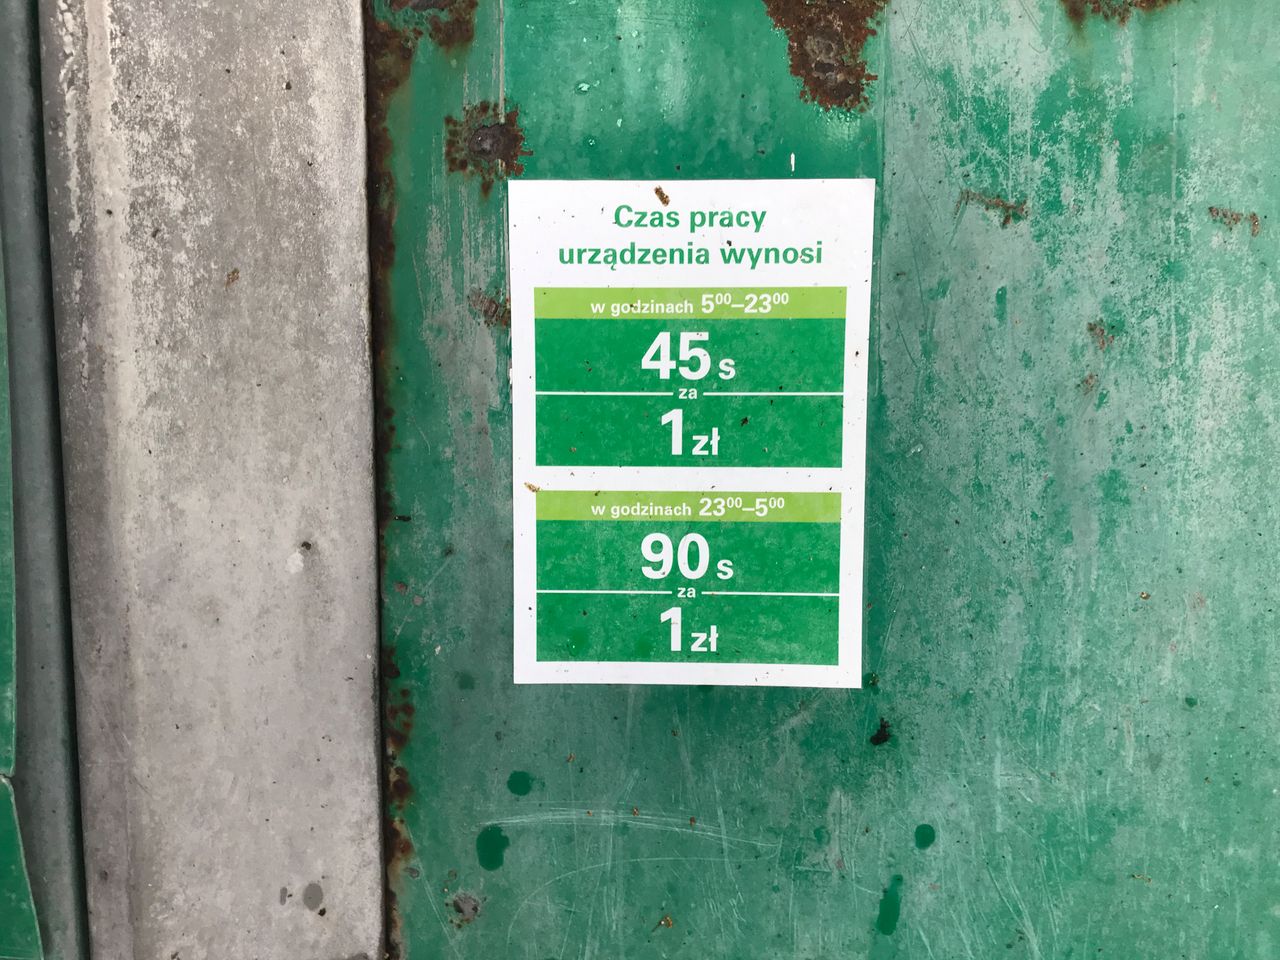 Czas pracy
urządzenia wynosi
w godzinach 5⁰⁰–23⁰⁰
45 s
za
1 zł
w godzinach 23⁰⁰–5⁰⁰
90 s
za
1 zł